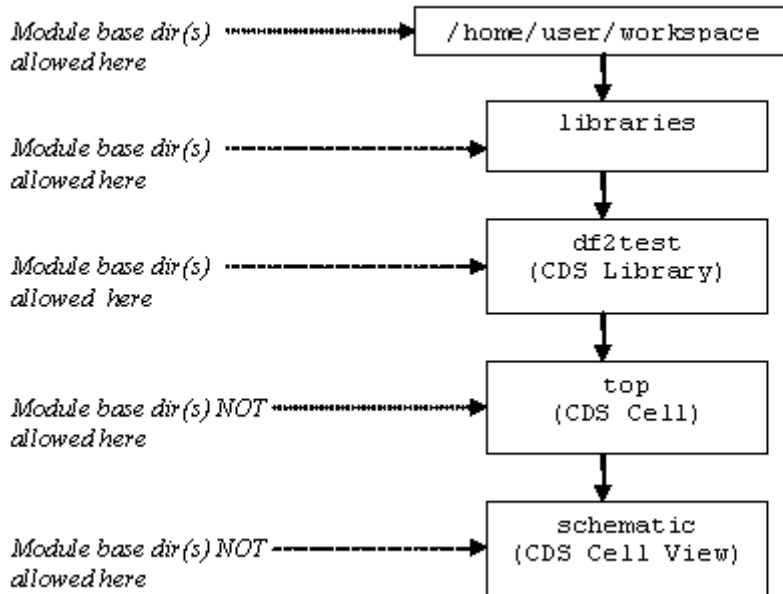 Module base dir(s)
allowed here
/home/user/workspace
libraries
Module base dir(s)
allowed here
df2test
(CDS Library)
Module base dir(s)
allowed here
top
(CDS Cell)
Module base dir(s) NOT
allowed here
schematic
(CDS Cell View)
Module base dir(s) NOT
allowed here